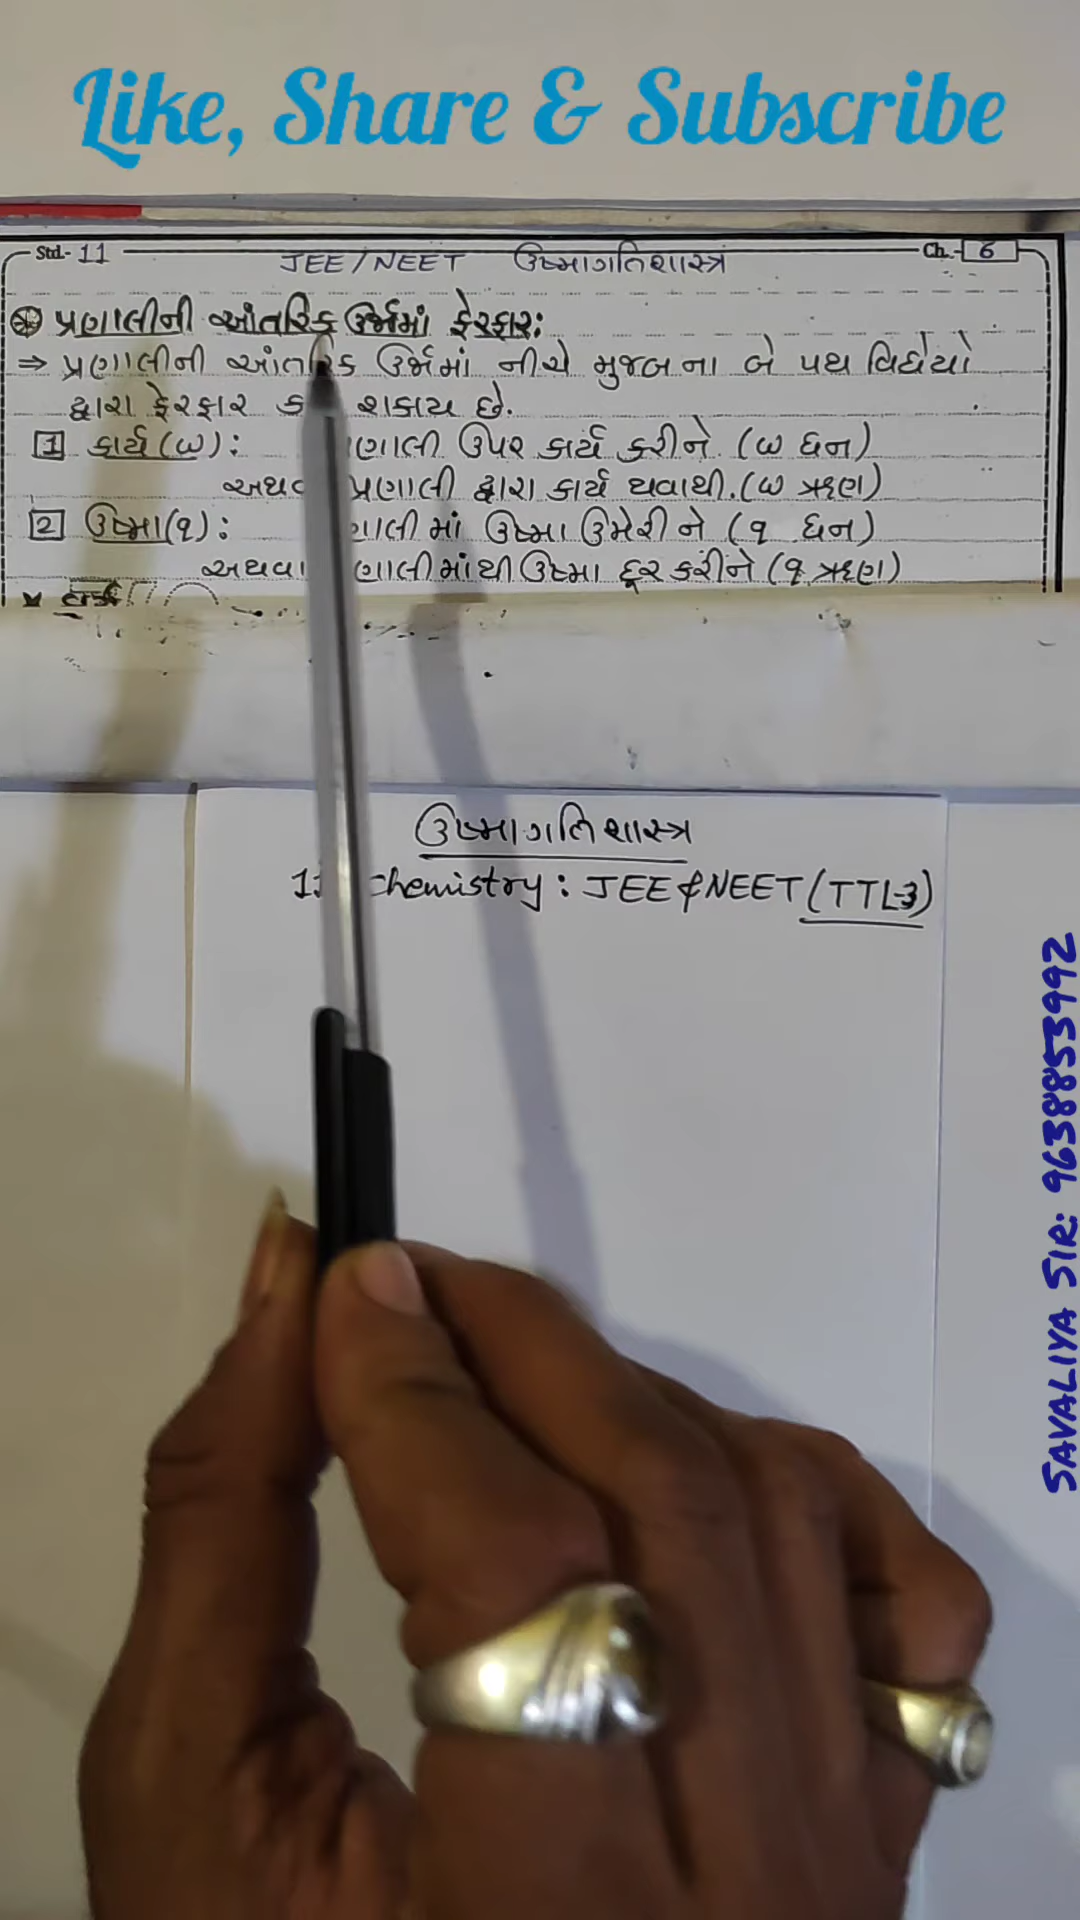 Like, Share & Subscribe
Std.- 11 JEE/NEET ઉષ્માગતિશાસ્ત્ર Ch.- 6
પ્રણાલીની આંતરિક ઉર્જામાં ફેરફાર:
⇒ પ્રણાલીની ઉર્જામાં નીચે મુજબના બે પથ વિધેયો
દ્વારા ફેરફાર શકાય છે.
1 કાર્ય (w): ઉપર કાર્ય કરીને. (w ધન)
પ્રણાલી દ્વારા કાર્ય થવાથી. (w ઋણ)
2 ઉષ્મા(q): ઉષ્મા ઉમેરીને (q ધન)
અથવા ઉષ્મા દૂર કરીને (q ઋણ)
ઉષ્માગતિશાસ્ત્ર
Chemistry: JEE & NEET (TTL-3)
SAVALIYA SIR: 9638853992